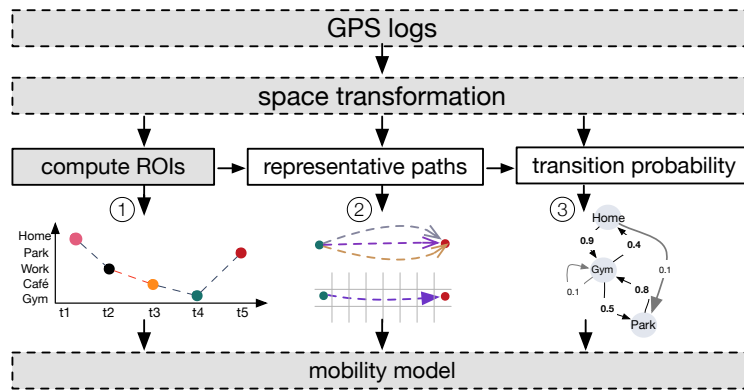 GPS logs
space transformation
compute ROIs
representative paths
transition probability
1
2
3
Home
Park
Work
Café
Gym
t1 t2 t3 t4 t5
Home
0.9 0.4
Gym 0.1
0.1 0.8
0.5
Park
mobility model